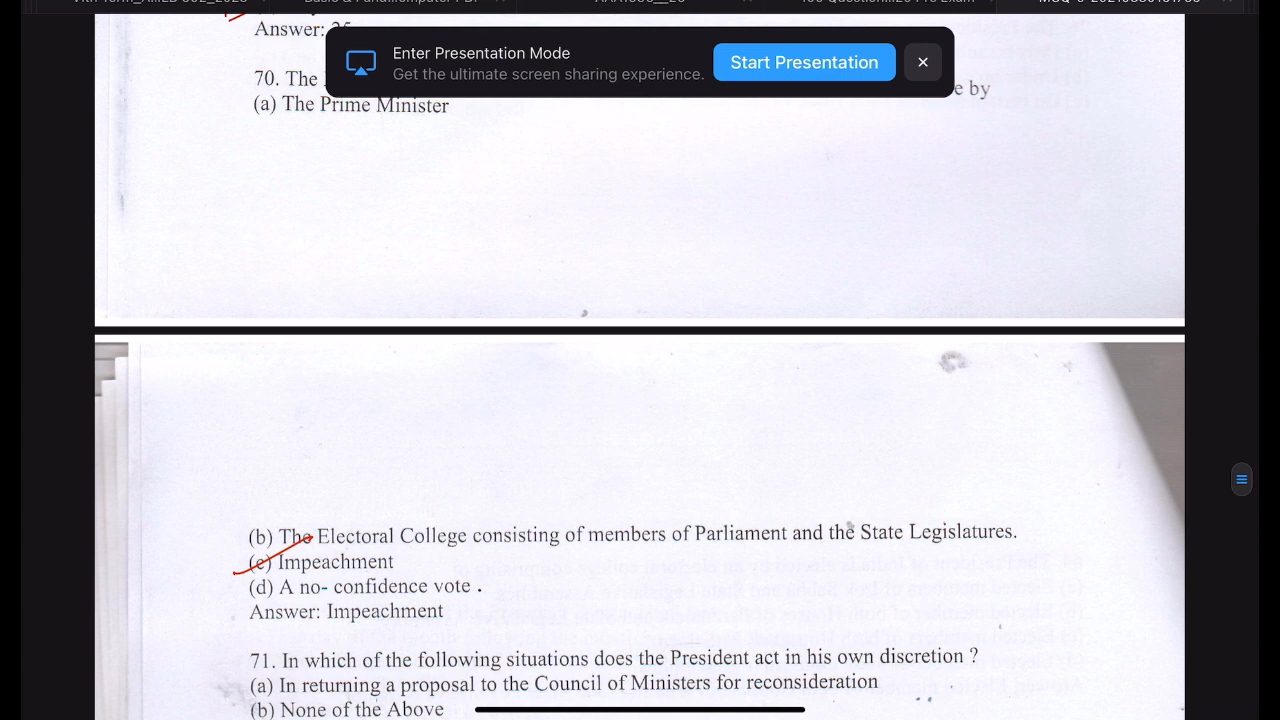 Answer: 25
Enter Presentation Mode
Get the ultimate screen sharing experience.
Start Presentation
70. The
e by
(a) The Prime Minister
(b) The Electoral College consisting of members of Parliament and the State Legislatures.
(c) Impeachment
(d) A no- confidence vote .
Answer: Impeachment
71. In which of the following situations does the President act in his own discretion ?
(a) In returning a proposal to the Council of Ministers for reconsideration
(b) None of the Above